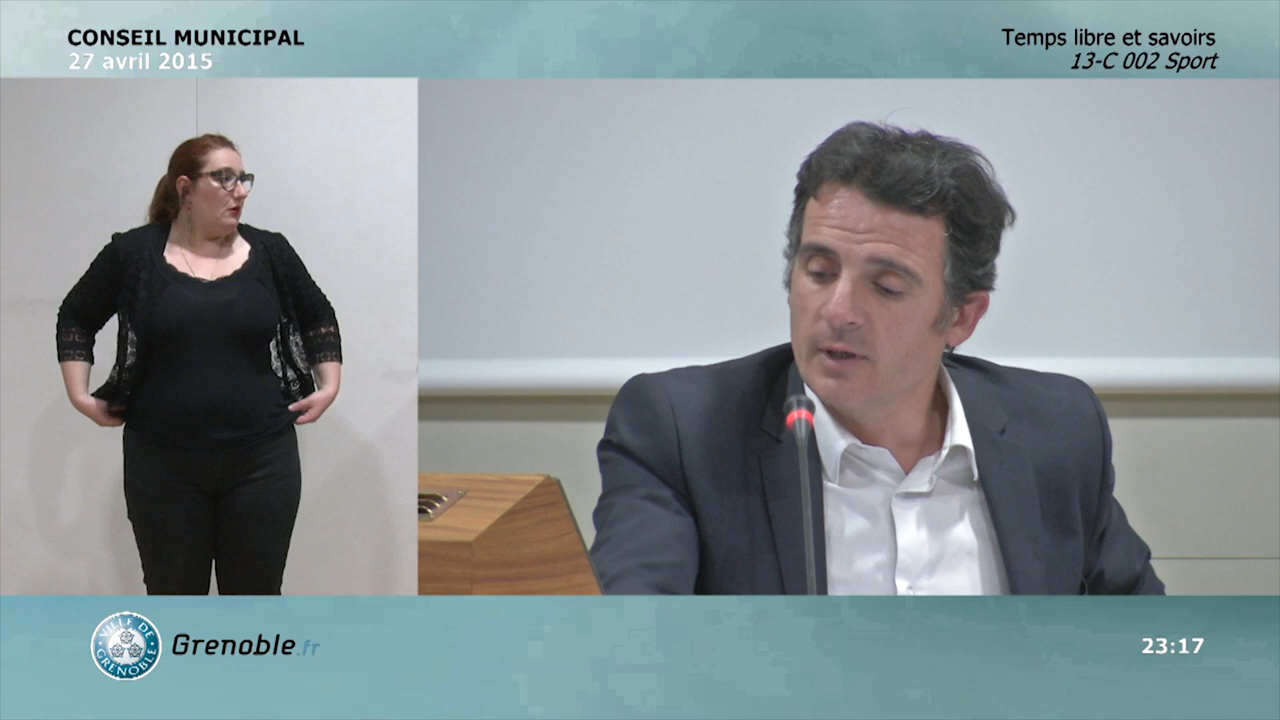 CONSEIL MUNICIPAL
27 avril 2015
Temps libre et savoirs
13-C 002 Sport
VILLE DE GRENOBLE
Grenoble.fr
23:17